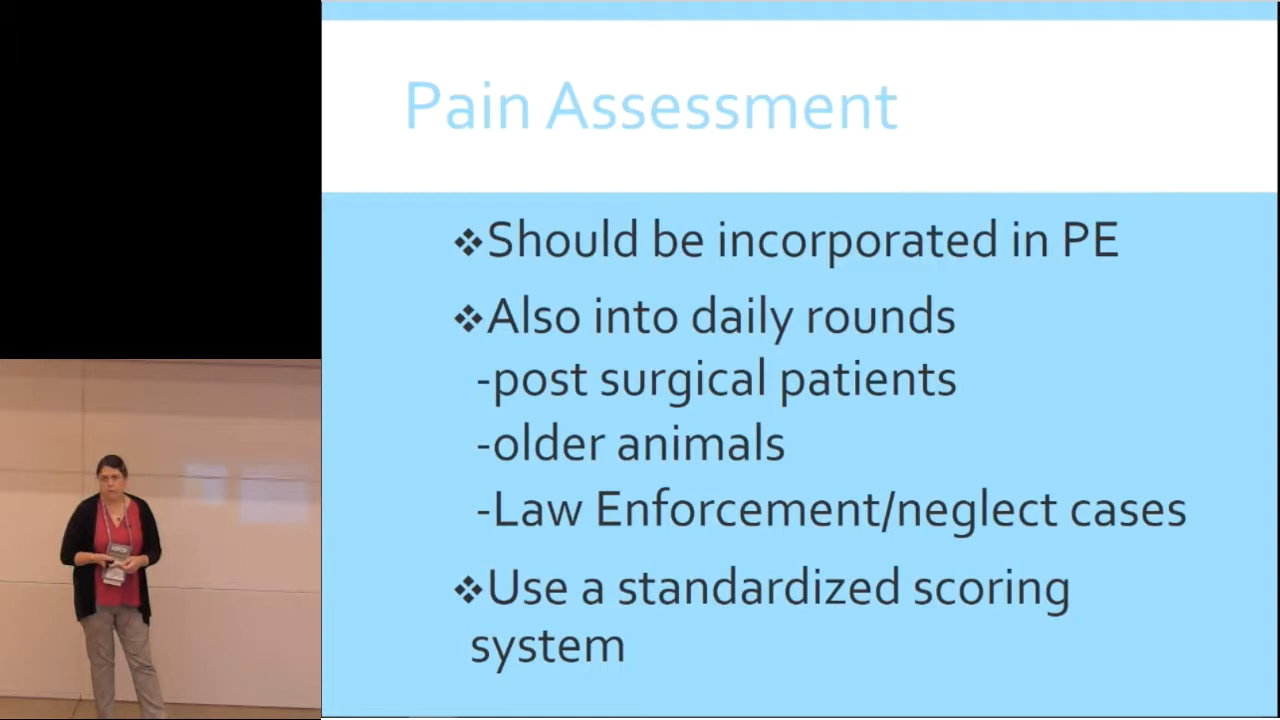 Pain Assessment
❖Should be incorporated in PE
❖Also into daily rounds
-post surgical patients
-older animals
-Law Enforcement/neglect cases
❖Use a standardized scoring
system